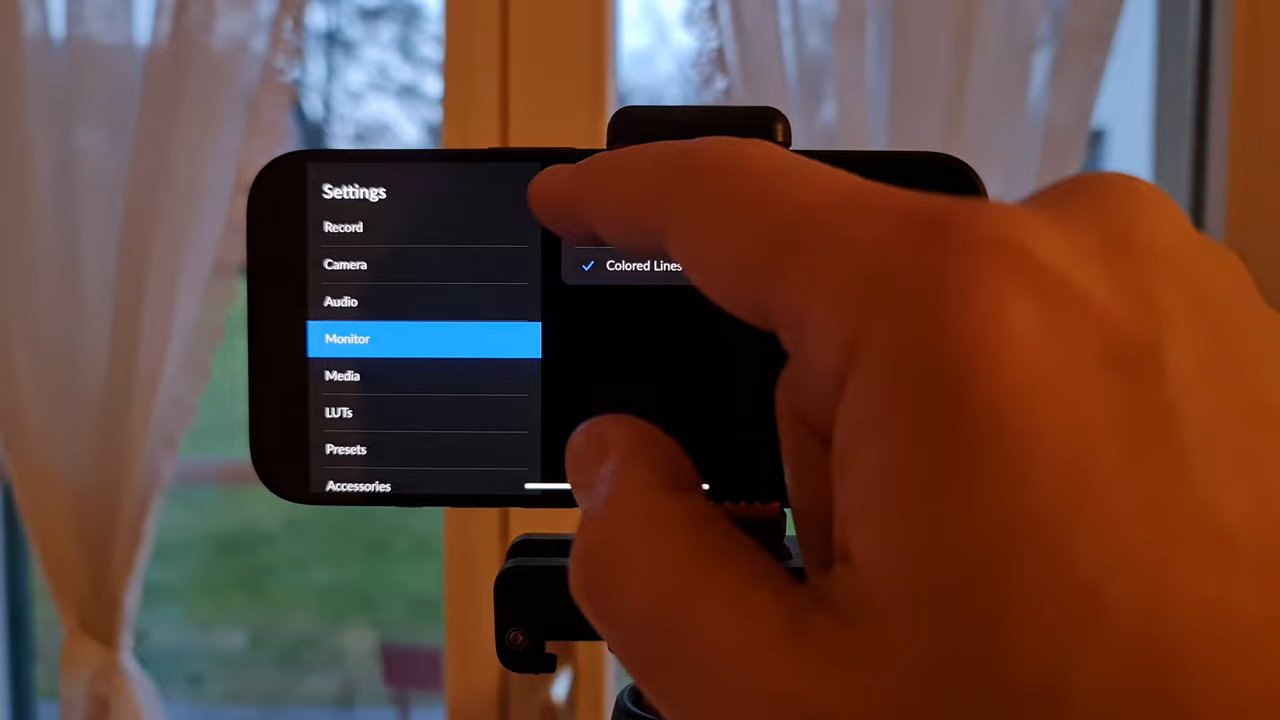 Settings
Record
Camera
Colored Lines
Audio
Monitor
Media
LUTs
Presets
Accessories